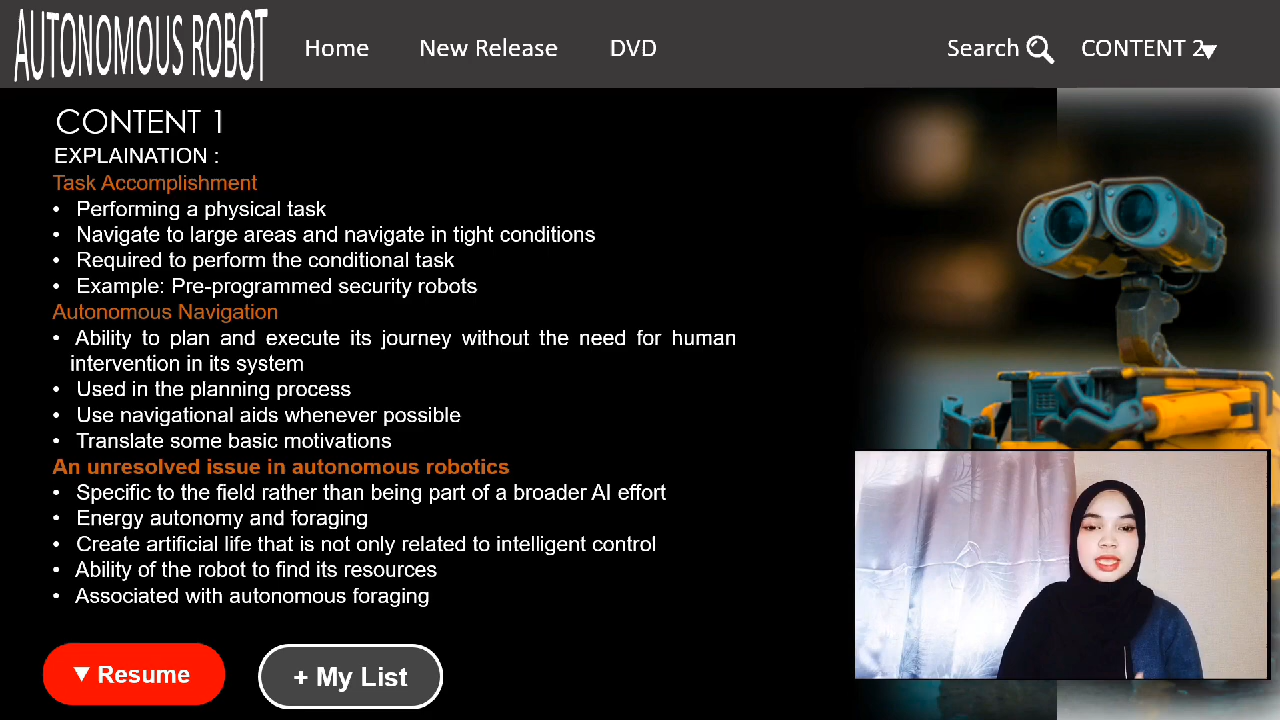 AUTONOMOUS ROBOT
Home
New Release
DVD
Search
CONTENT 2
CONTENT 1
EXPLAINATION :
Task Accomplishment
• Performing a physical task
• Navigate to large areas and navigate in tight conditions
• Required to perform the conditional task
• Example: Pre-programmed security robots
Autonomous Navigation
• Ability to plan and execute its journey without the need for human
intervention in its system
• Used in the planning process
• Use navigational aids whenever possible
• Translate some basic motivations
An unresolved issue in autonomous robotics
• Specific to the field rather than being part of a broader AI effort
• Energy autonomy and foraging
• Create artificial life that is not only related to intelligent control
• Ability of the robot to find its resources
• Associated with autonomous foraging
Resume
+ My List